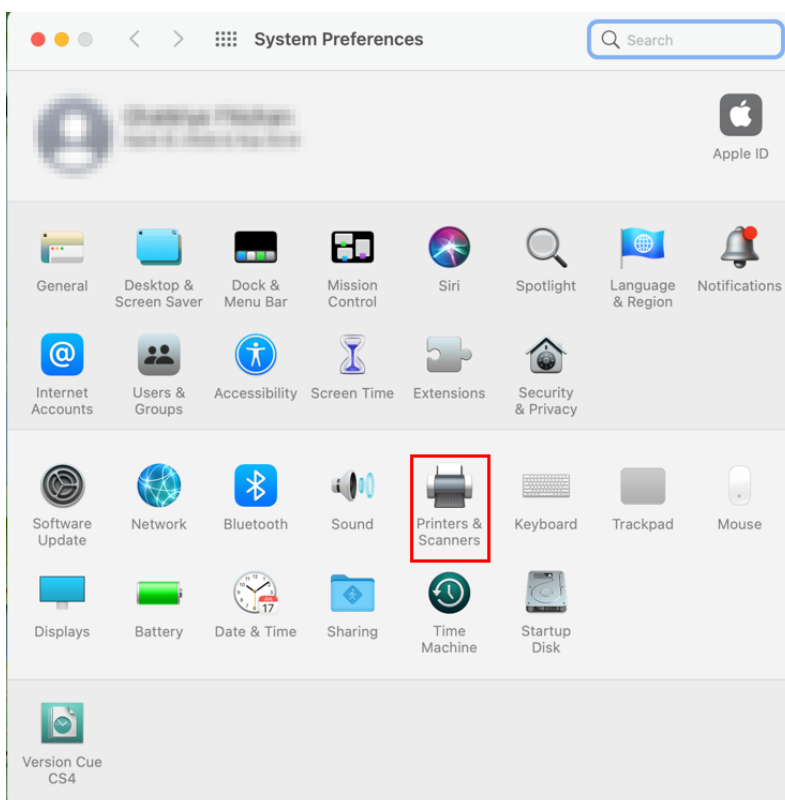 System Preferences
Search
Apple ID
General
Desktop &
Screen Saver
Dock &
Menu Bar
Mission
Control
Siri
Spotlight
Language
& Region
Notifications
Internet
Accounts
Users &
Groups
Accessibility
Screen Time
Extensions
Security
& Privacy
Software
Update
Network
Bluetooth
Sound
Printers &
Scanners
Keyboard
Trackpad
Mouse
Displays
Battery
Date & Time
17
Sharing
Time
Machine
Startup
Disk
Version Cue
CS4